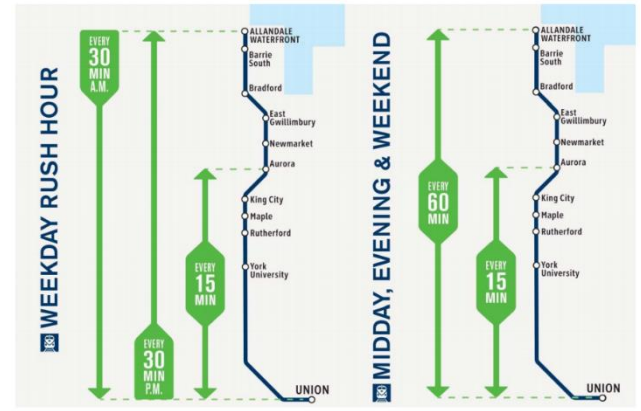 WEEKDAY RUSH HOUR
EVERY
30
MIN
A.M.
EVERY
30
MIN
P.M.
EVERY
15
MIN
ALLANDALE
WATERFRONT
Barrie
South
Bradford
East
Gwillimbury
Newmarket
Aurora
King City
Maple
Rutherford
York
University
UNION
MIDDAY, EVENING & WEEKEND
EVERY
60
MIN
EVERY
15
MIN
ALLANDALE
WATERFRONT
Barrie
South
Bradford
East
Gwillimbury
Newmarket
Aurora
King City
Maple
Rutherford
York
University
UNION